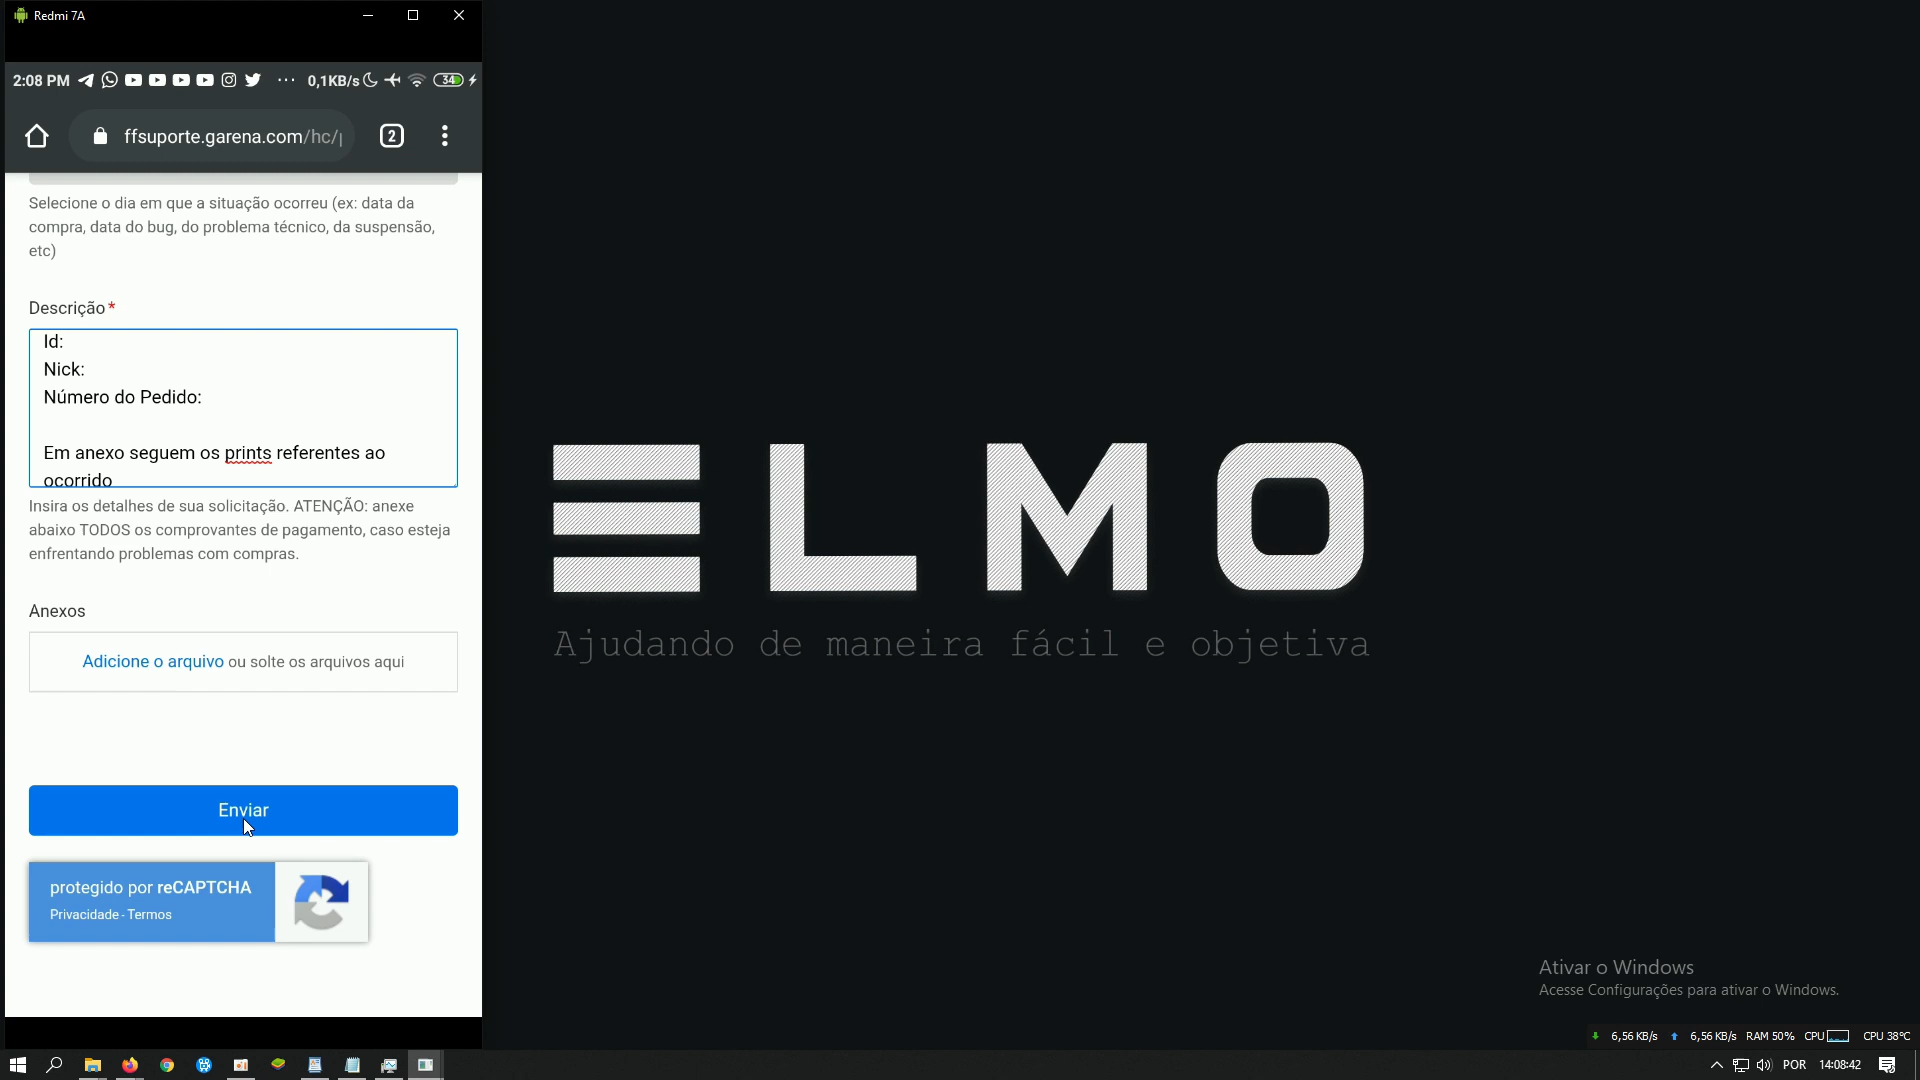 Redmi 7A
2:08 PM
0,1KB/s
34
ffsuporte.garena.com/hc/p
2
Selecione o dia em que a situação ocorreu (ex: data da
compra, data do bug, do problema técnico, da suspensão,
etc)
Descrição*
Id:
Nick:
Número do Pedido:
Em anexo seguem os prints referentes ao
ocorrido
Insira os detalhes de sua solicitação. ATENÇÃO: anexe
abaixo TODOS os comprovantes de pagamento, caso esteja
enfrentando problemas com compras.
Anexos
Adicione o arquivo ou solte os arquivos aqui
Enviar
protegido por reCAPTCHA
Privacidade - Termos
ELMO
Ajudando de maneira fácil e objetiva
Ativar o Windows
Acesse Configurações para ativar o Windows.
6,56 KB/s 6,56 KB/s RAM 50% CPU CPU 38°C
POR 14:08:42